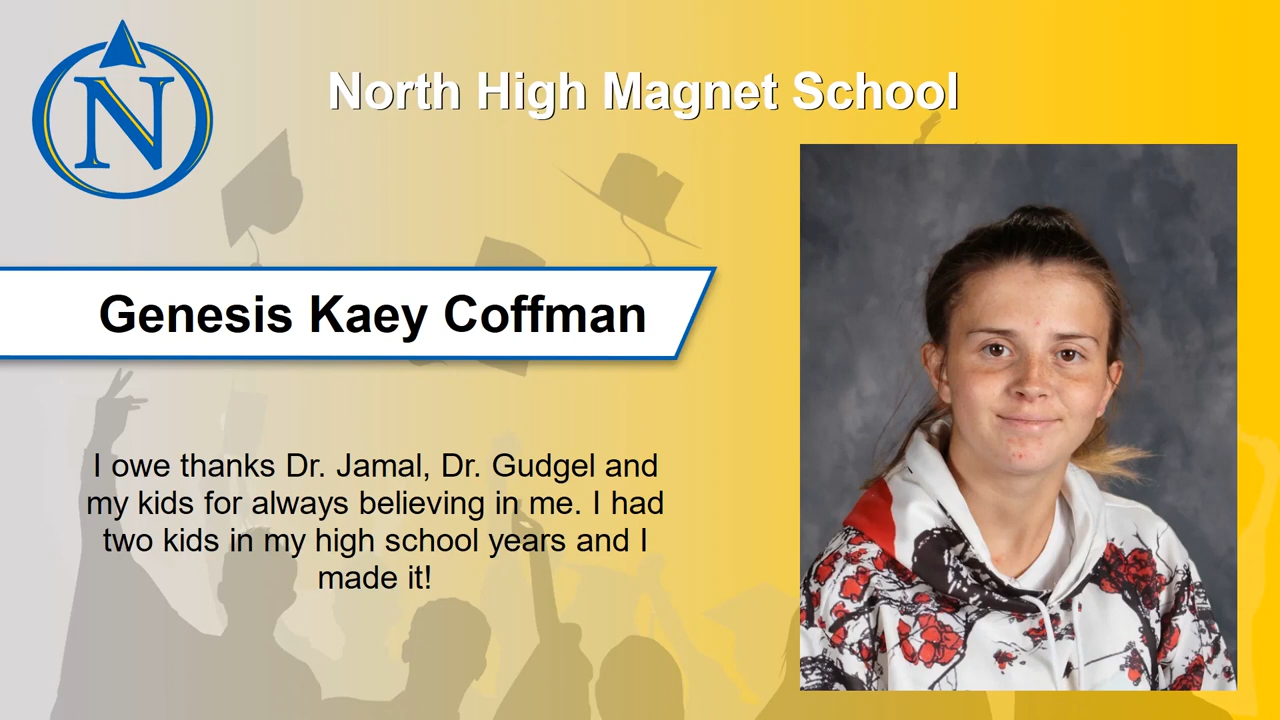 N
North High Magnet School
Genesis Kaey Coffman
I owe thanks Dr. Jamal, Dr. Gudgel and
my kids for always believing in me. I had
two kids in my high school years and I
made it!